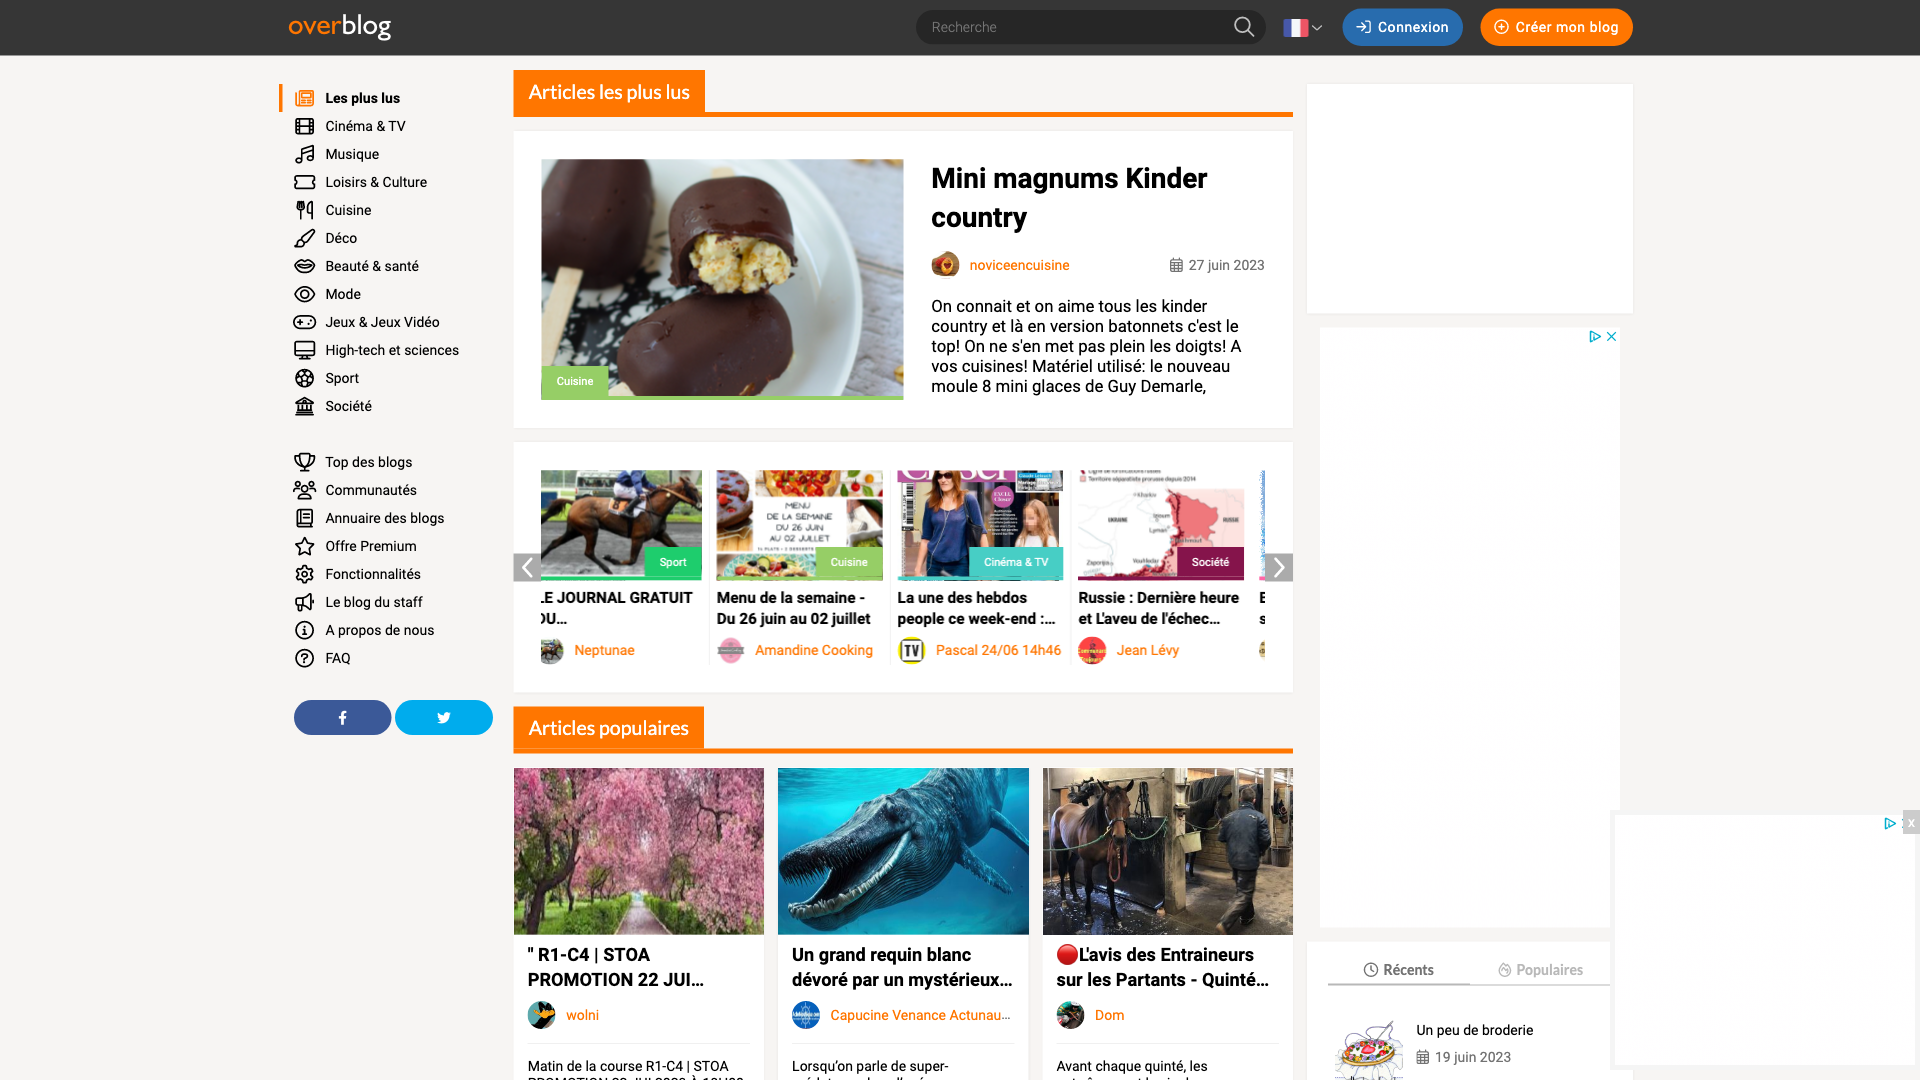 overblog
Recherche
Connexion
Créer mon blog
Les plus lus
Cinéma & TV
Musique
Loisirs & Culture
Cuisine
Déco
Beauté & santé
Mode
Jeux & Jeux Vidéo
High-tech et sciences
Sport
Société
Top des blogs
Communautés
Annuaire des blogs
Offre Premium
Fonctionnalités
Le blog du staff
A propos de nous
FAQ
Articles les plus lus
Cuisine
Mini magnums Kinder
country
noviceencuisine
27 juin 2023
On connait et on aime tous les kinder
country et là en version batonnets c'est le
top! On ne s'en met pas plein les doigts! A
vos cuisines! Matériel utilisé: le nouveau
moule 8 mini glaces de Guy Demarle,
Sport
LE JOURNAL GRATUIT
DU...
Neptunae
MENU
DE LA SEMAINE
DU 26 JUIN
AU 02 JUILLET
Cuisine
Menu de la semaine -
Du 26 juin au 02 juillet
Amandine Cooking
Cinéma & TV
La une des hebdos
people ce week-end :...
TV
Pascal 24/06 14h46
Territoire séparatiste prorusse depuis 2014
UKRAINE
RUSSIE
Société
Russie : Dernière heure
et L'aveu de l'échec...
Jean Lévy
Articles populaires
" R1-C4 | STOA
PROMOTION 22 JUI...
wolni
Matin de la course R1-C4 | STOA
Un grand requin blanc
dévoré par un mystérieux...
Capucine Venance Actunau...
Lorsqu'on parle de super-
L'avis des Entraineurs
sur les Partants - Quinté...
Dom
Avant chaque quinté, les
x
Récents
Populaires
Un peu de broderie
19 juin 2023